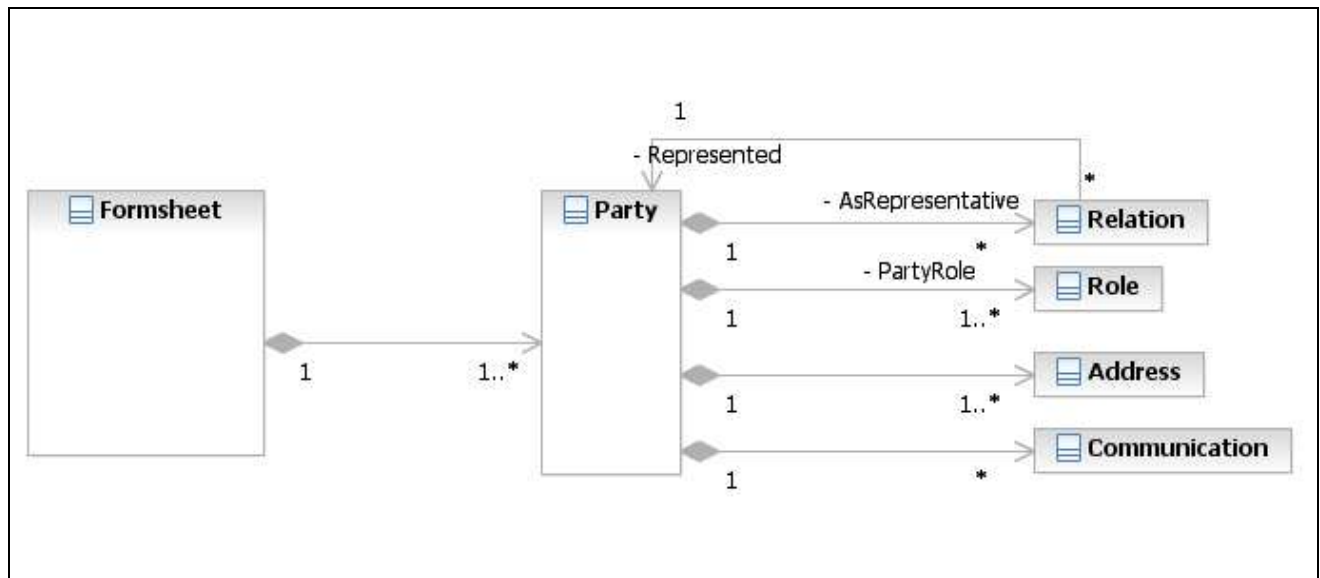 1
- Represented
*
Formsheet
Party
- AsRepresentative
Relation
1
*
- PartyRole
Role
1
1..*
1
1..*
Address
1
1..*
Communication
1
*